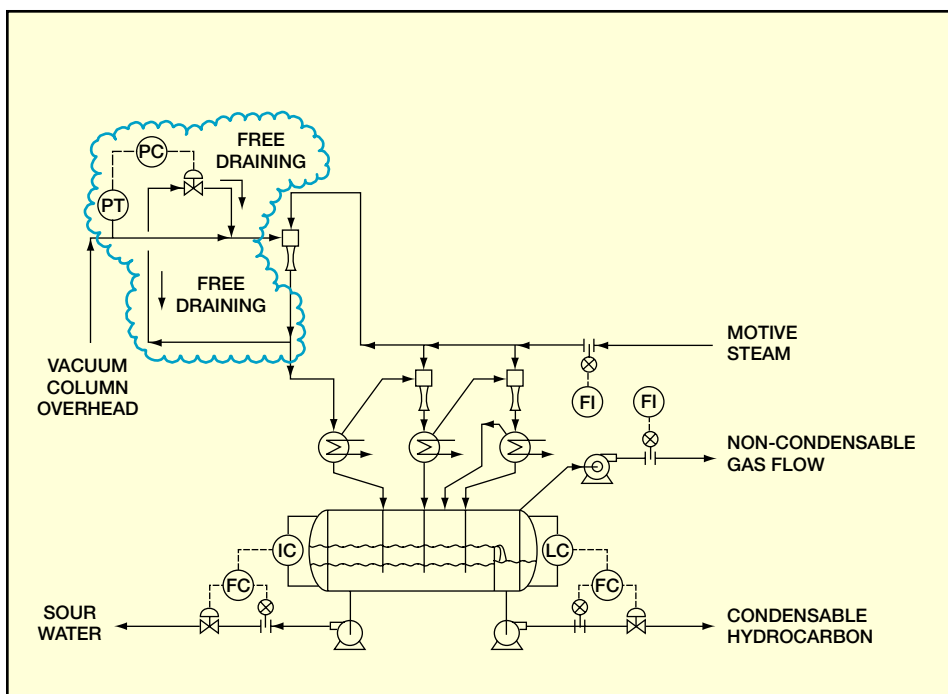 FREE
DRAINING
PC
PT
FREE
DRAINING
VACUUM
COLUMN
OVERHEAD
MOTIVE
STEAM
FI
FI
NON-CONDENSABLE
GAS FLOW
IC
LC
FC
FC
SOUR
WATER
CONDENSABLE
HYDROCARBON